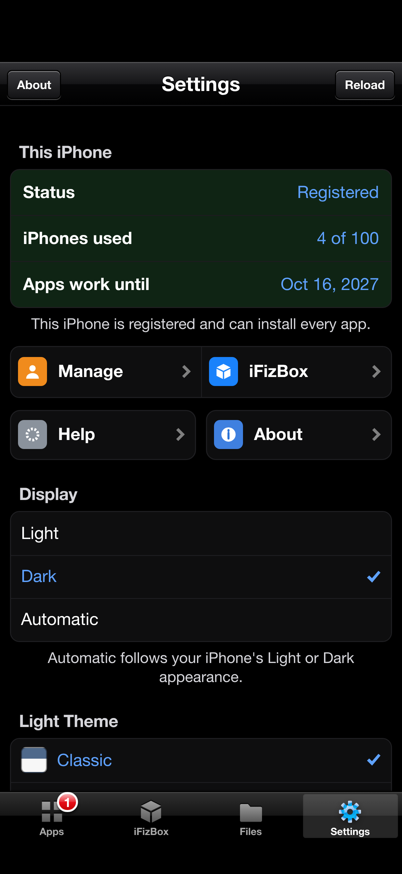 About
Settings
Reload
This iPhone
Status
Registered
iPhones used
4 of 100
Apps work until
Oct 16, 2027
This iPhone is registered and can install every app.
Manage
iFizBox
Help
About
Display
Light
Dark
Automatic
Automatic follows your iPhone's Light or Dark
appearance.
Light Theme
Classic
1
Apps
iFizBox
Files
Settings